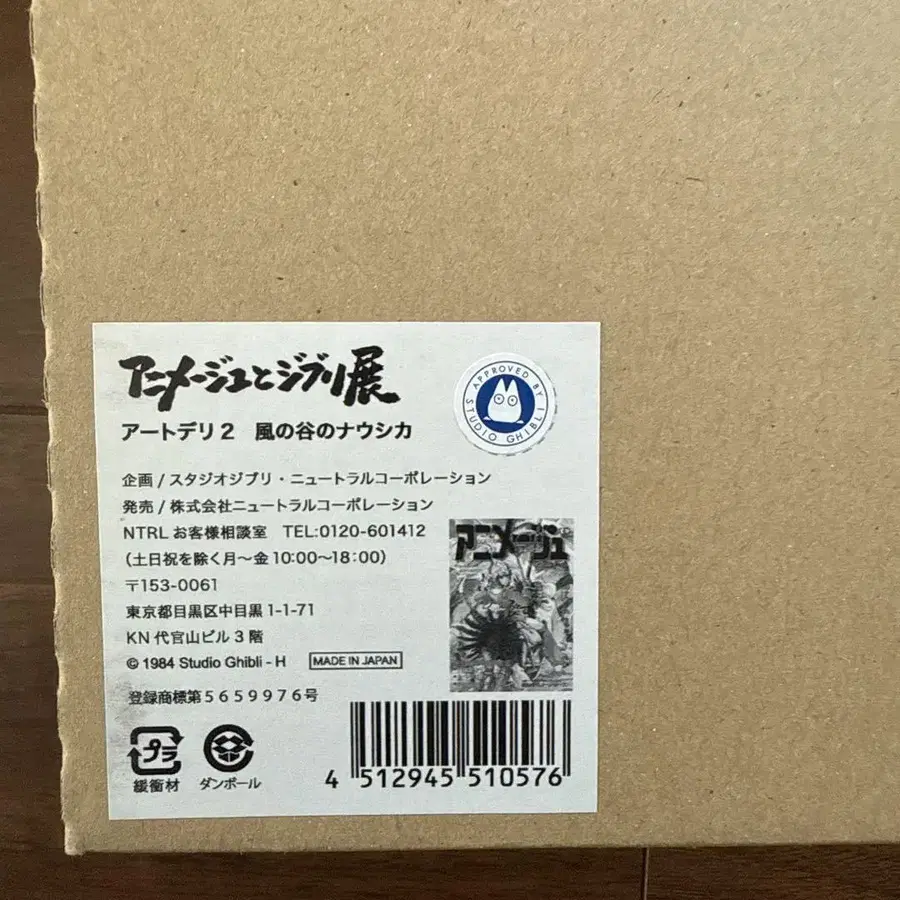 アニメージュとジブリ展
APPROVED BY
STUDIO GHIBLI
アートデリ2 風の谷のナウシカ
企画/スタジオジブリ・ニュートラルコーポレーション
発売/株式会社ニュートラルコーポレーション
NTRL お客様相談室 TEL:0120-601412
(土日祝を除く月〜金 10:00〜18:00)
〒153-0061
東京都目黒区中目黒1-1-71
KN 代官山ビル 3 階
© 1984 Studio Ghibli - H MADE IN JAPAN
登録商標第5659976号
アニメージュ
プラ
緩衝材 ダンボール
4 512945 510576